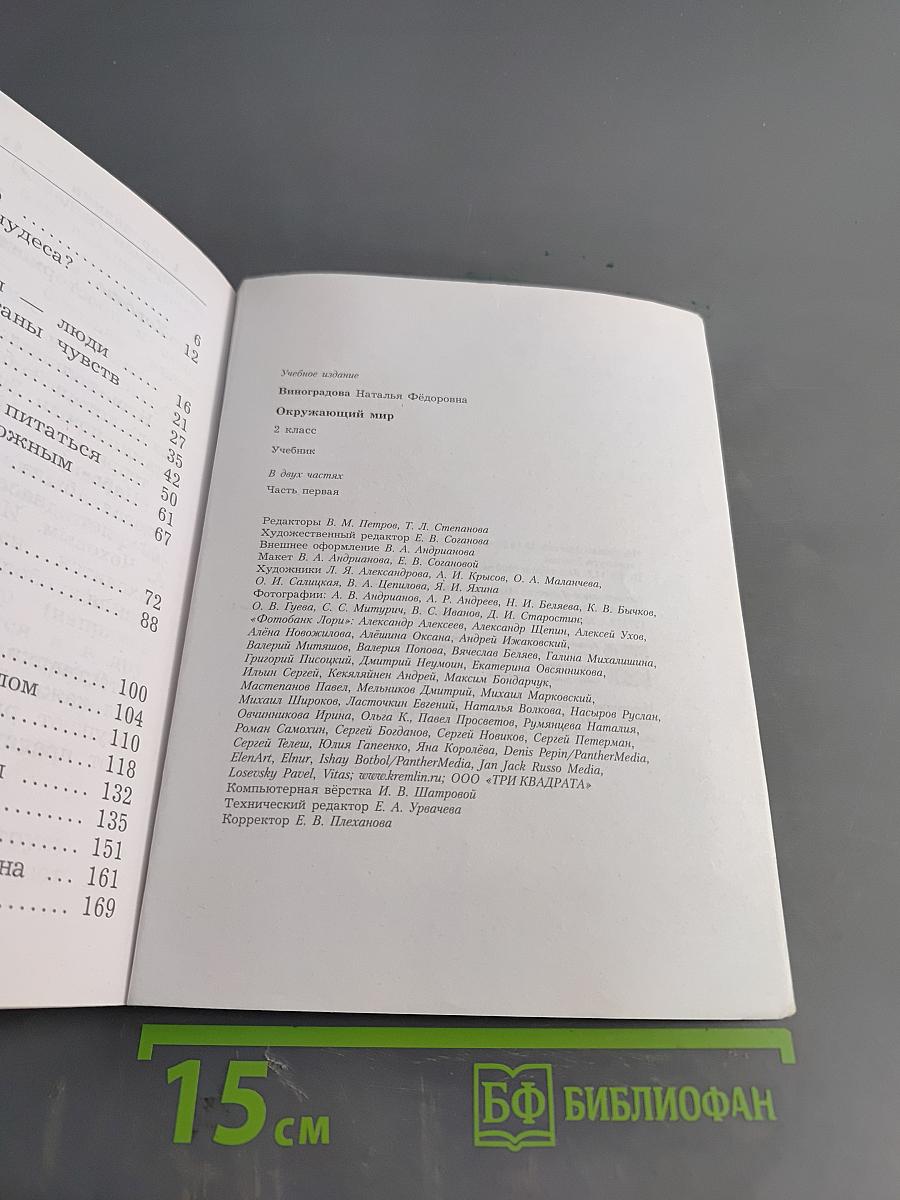 чудеса?
6
12
— люди
чувств
16
21
27
питаться
35
42
50
61
67
72
88
100
104
110
118
132
135
151
на ... 161
169
Учебное издание
Виноградова Наталья Фёдоровна
Окружающий мир
2 класс
Учебник
В двух частях
Часть первая
Редакторы В. М. Петров, Т. Л. Степанова
Художественный редактор Е. В. Соганова
Внешнее оформление В. А. Андрианова
Макет В. А. Андрианова, Е. В. Согановой
Художники Л. Я. Александрова, А. И. Крысов, О. А. Маланчева,
О. И. Салицкая, В. А. Цепилова, Я. И. Яхина
Фотографии: А. В. Андрианов, А. Р. Андреев, Н. И. Беляева, К. В. Бычков,
О. В. Гуева, С. С. Митурич, В. С. Иванов, Д. И. Старостин;
«Фотобанк Лори»: Александр Алексеев, Александр Щепин, Алексей Ухов,
Алёна Новожилова, Алёшина Оксана, Андрей Ижаковский,
Валерий Митяшов, Валерия Попова, Вячеслав Беляев, Галина Михалишина,
Григорий Писоцкий, Дмитрий Неумоин, Екатерина Овсянникова,
Ильин Сергей, Кекяляйнен Андрей, Максим Бондарчук,
Мастепанов Павел, Мельников Дмитрий, Михаил Марковский,
Михаил Широков, Ласточкин Евгений, Наталья Волкова, Насыров Руслан,
Овчинникова Ирина, Ольга К., Павел Просветов, Румянцева Наталия,
Роман Самохин, Сергей Богданов, Сергей Новиков, Сергей Петерман,
Сергей Телеш, Юлия Гапеенко, Яна Королёва, Denis Pepin/PantherMedia,
ElenArt, Elnur, Ishay Botbol/PantherMedia, Jan Jack Russo Media,
Losevsky Pavel, Vitas; www.kremlin.ru; ООО «ТРИ КВАДРАТА»
Компьютерная вёрстка И. В. Шатровой
Технический редактор Е. А. Урвачева
Корректор Е. В. Плеханова
15 см
БФ БИБЛИОФАН